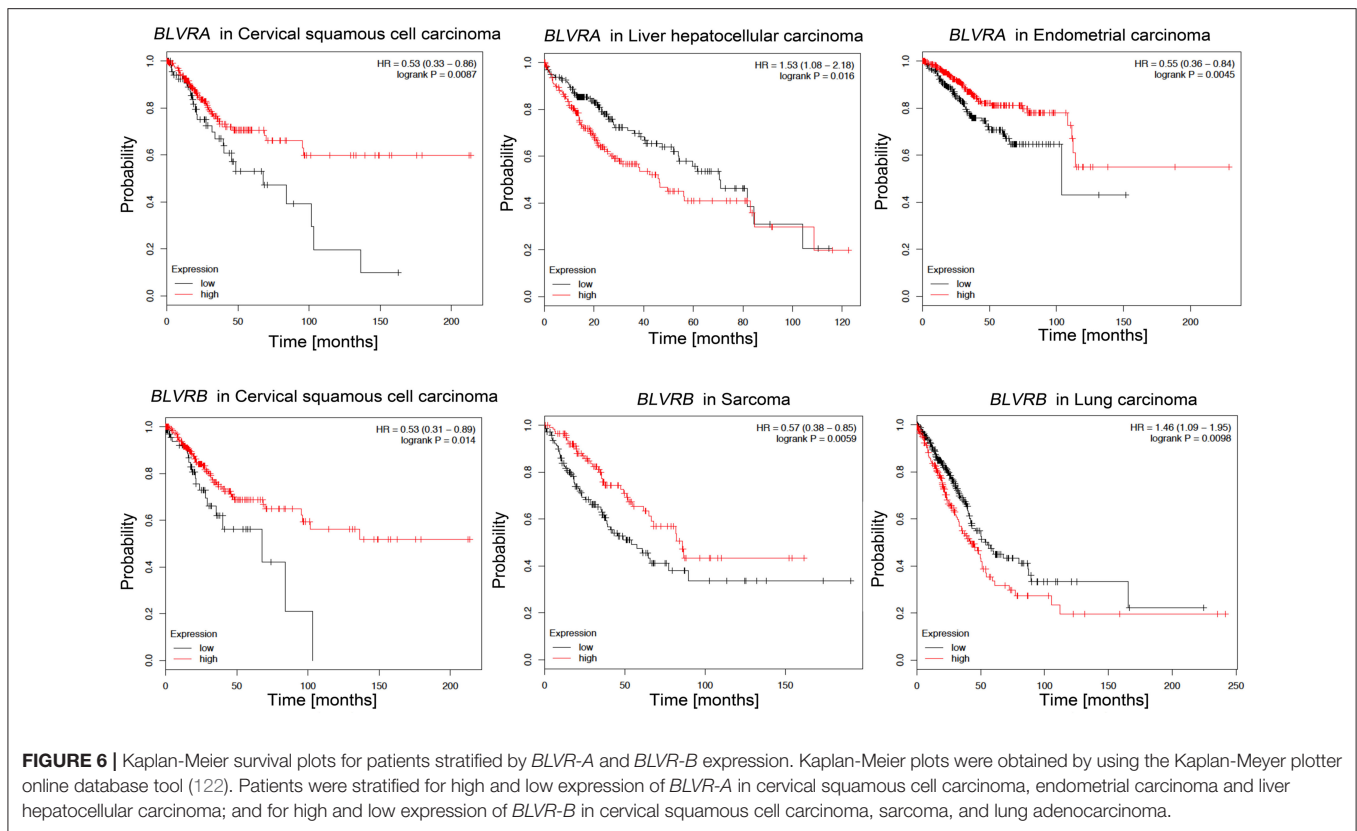 BLVRA in Cervical squamous cell carcinoma
HR = 0.53 (0.33 – 0.86)
logrank P = 0.0087
Probability
1.0
0.8
0.6
0.4
0.2
0.0
Expression
low
high
0 50 100 150 200
Time [months]
BLVRA in Liver hepatocellular carcinoma
HR = 1.53 (1.08 – 2.18)
logrank P = 0.016
Probability
1.0
0.8
0.6
0.4
0.2
0.0
Expression
low
high
0 20 40 60 80 100 120
Time [months]
BLVRA in Endometrial carcinoma
HR = 0.55 (0.36 – 0.84)
logrank P = 0.0045
Probability
1.0
0.8
0.6
0.4
0.2
0.0
Expression
low
high
0 50 100 150 200
Time [months]
BLVRB in Cervical squamous cell carcinoma
HR = 0.53 (0.31 – 0.89)
logrank P = 0.014
Probability
1.0
0.8
0.6
0.4
0.2
0.0
Expression
low
high
0 50 100 150 200
Time [months]
BLVRB in Sarcoma
HR = 0.57 (0.38 – 0.85)
logrank P = 0.0059
Probability
1.0
0.8
0.6
0.4
0.2
0.0
Expression
low
high
0 50 100 150
Time [months]
BLVRB in Lung carcinoma
HR = 1.46 (1.09 – 1.95)
logrank P = 0.0098
Probability
1.0
0.8
0.6
0.4
0.2
0.0
Expression
low
high
0 50 100 150 200 250
Time [months]
FIGURE 6 | Kaplan-Meier survival plots for patients stratified by BLVR-A and BLVR-B expression. Kaplan-Meier plots were obtained by using the Kaplan-Meyer plotter
online database tool (122). Patients were stratified for high and low expression of BLVR-A in cervical squamous cell carcinoma, endometrial carcinoma and liver
hepatocellular carcinoma; and for high and low expression of BLVR-B in cervical squamous cell carcinoma, sarcoma, and lung adenocarcinoma.